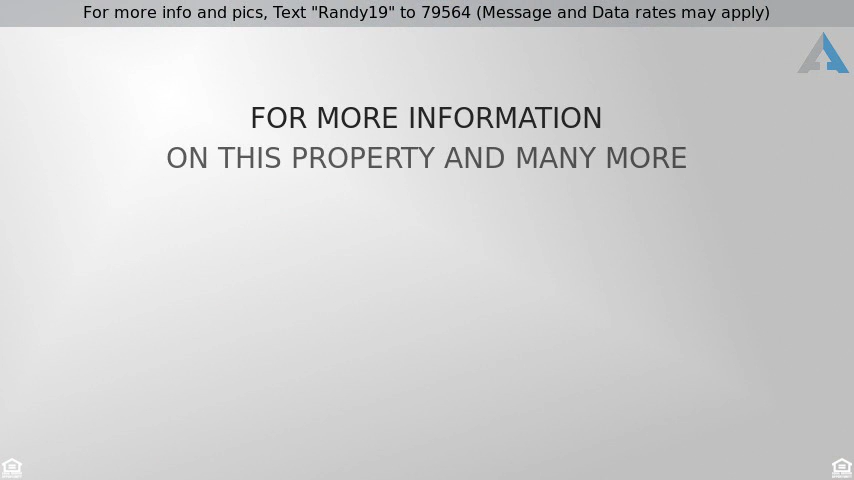 For more info and pics, Text "Randy19" to 79564 (Message and Data rates may apply)
FOR MORE INFORMATION
ON THIS PROPERTY AND MANY MORE